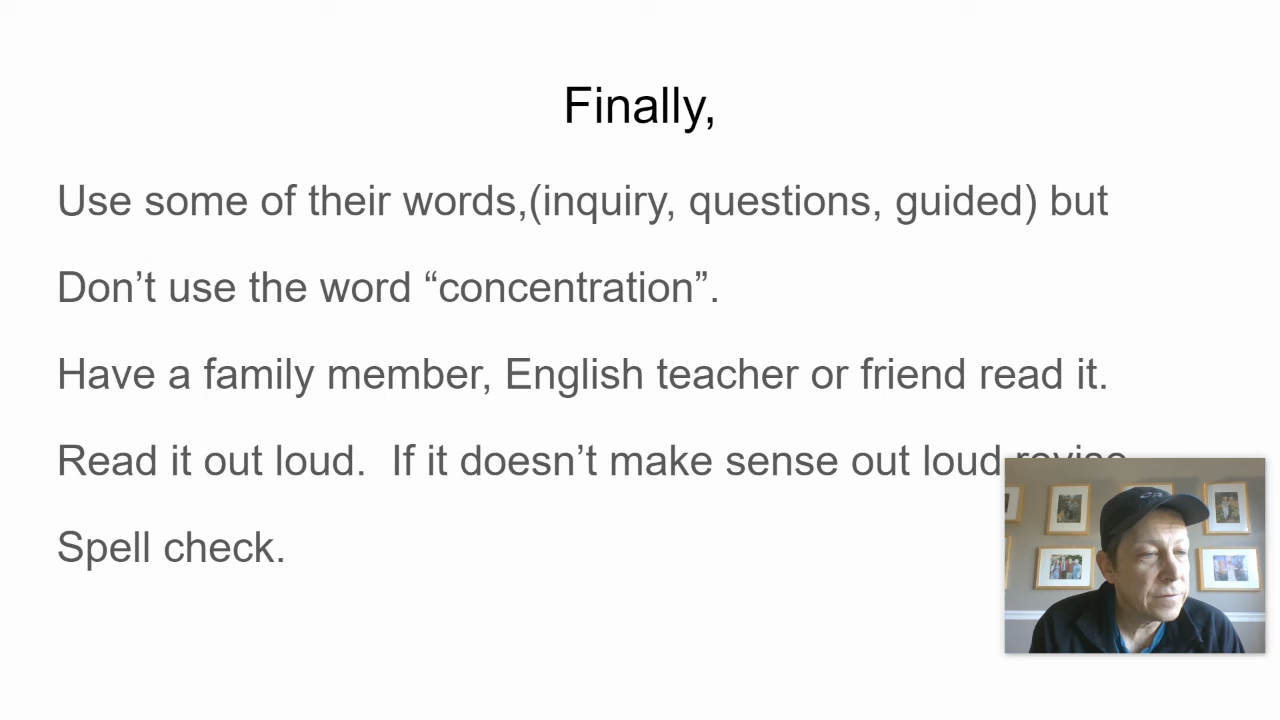 Finally,
Use some of their words,(inquiry, questions, guided) but
Don’t use the word “concentration”.
Have a family member, English teacher or friend read it.
Read it out loud.  If it doesn’t make sense out loud revise
Spell check.